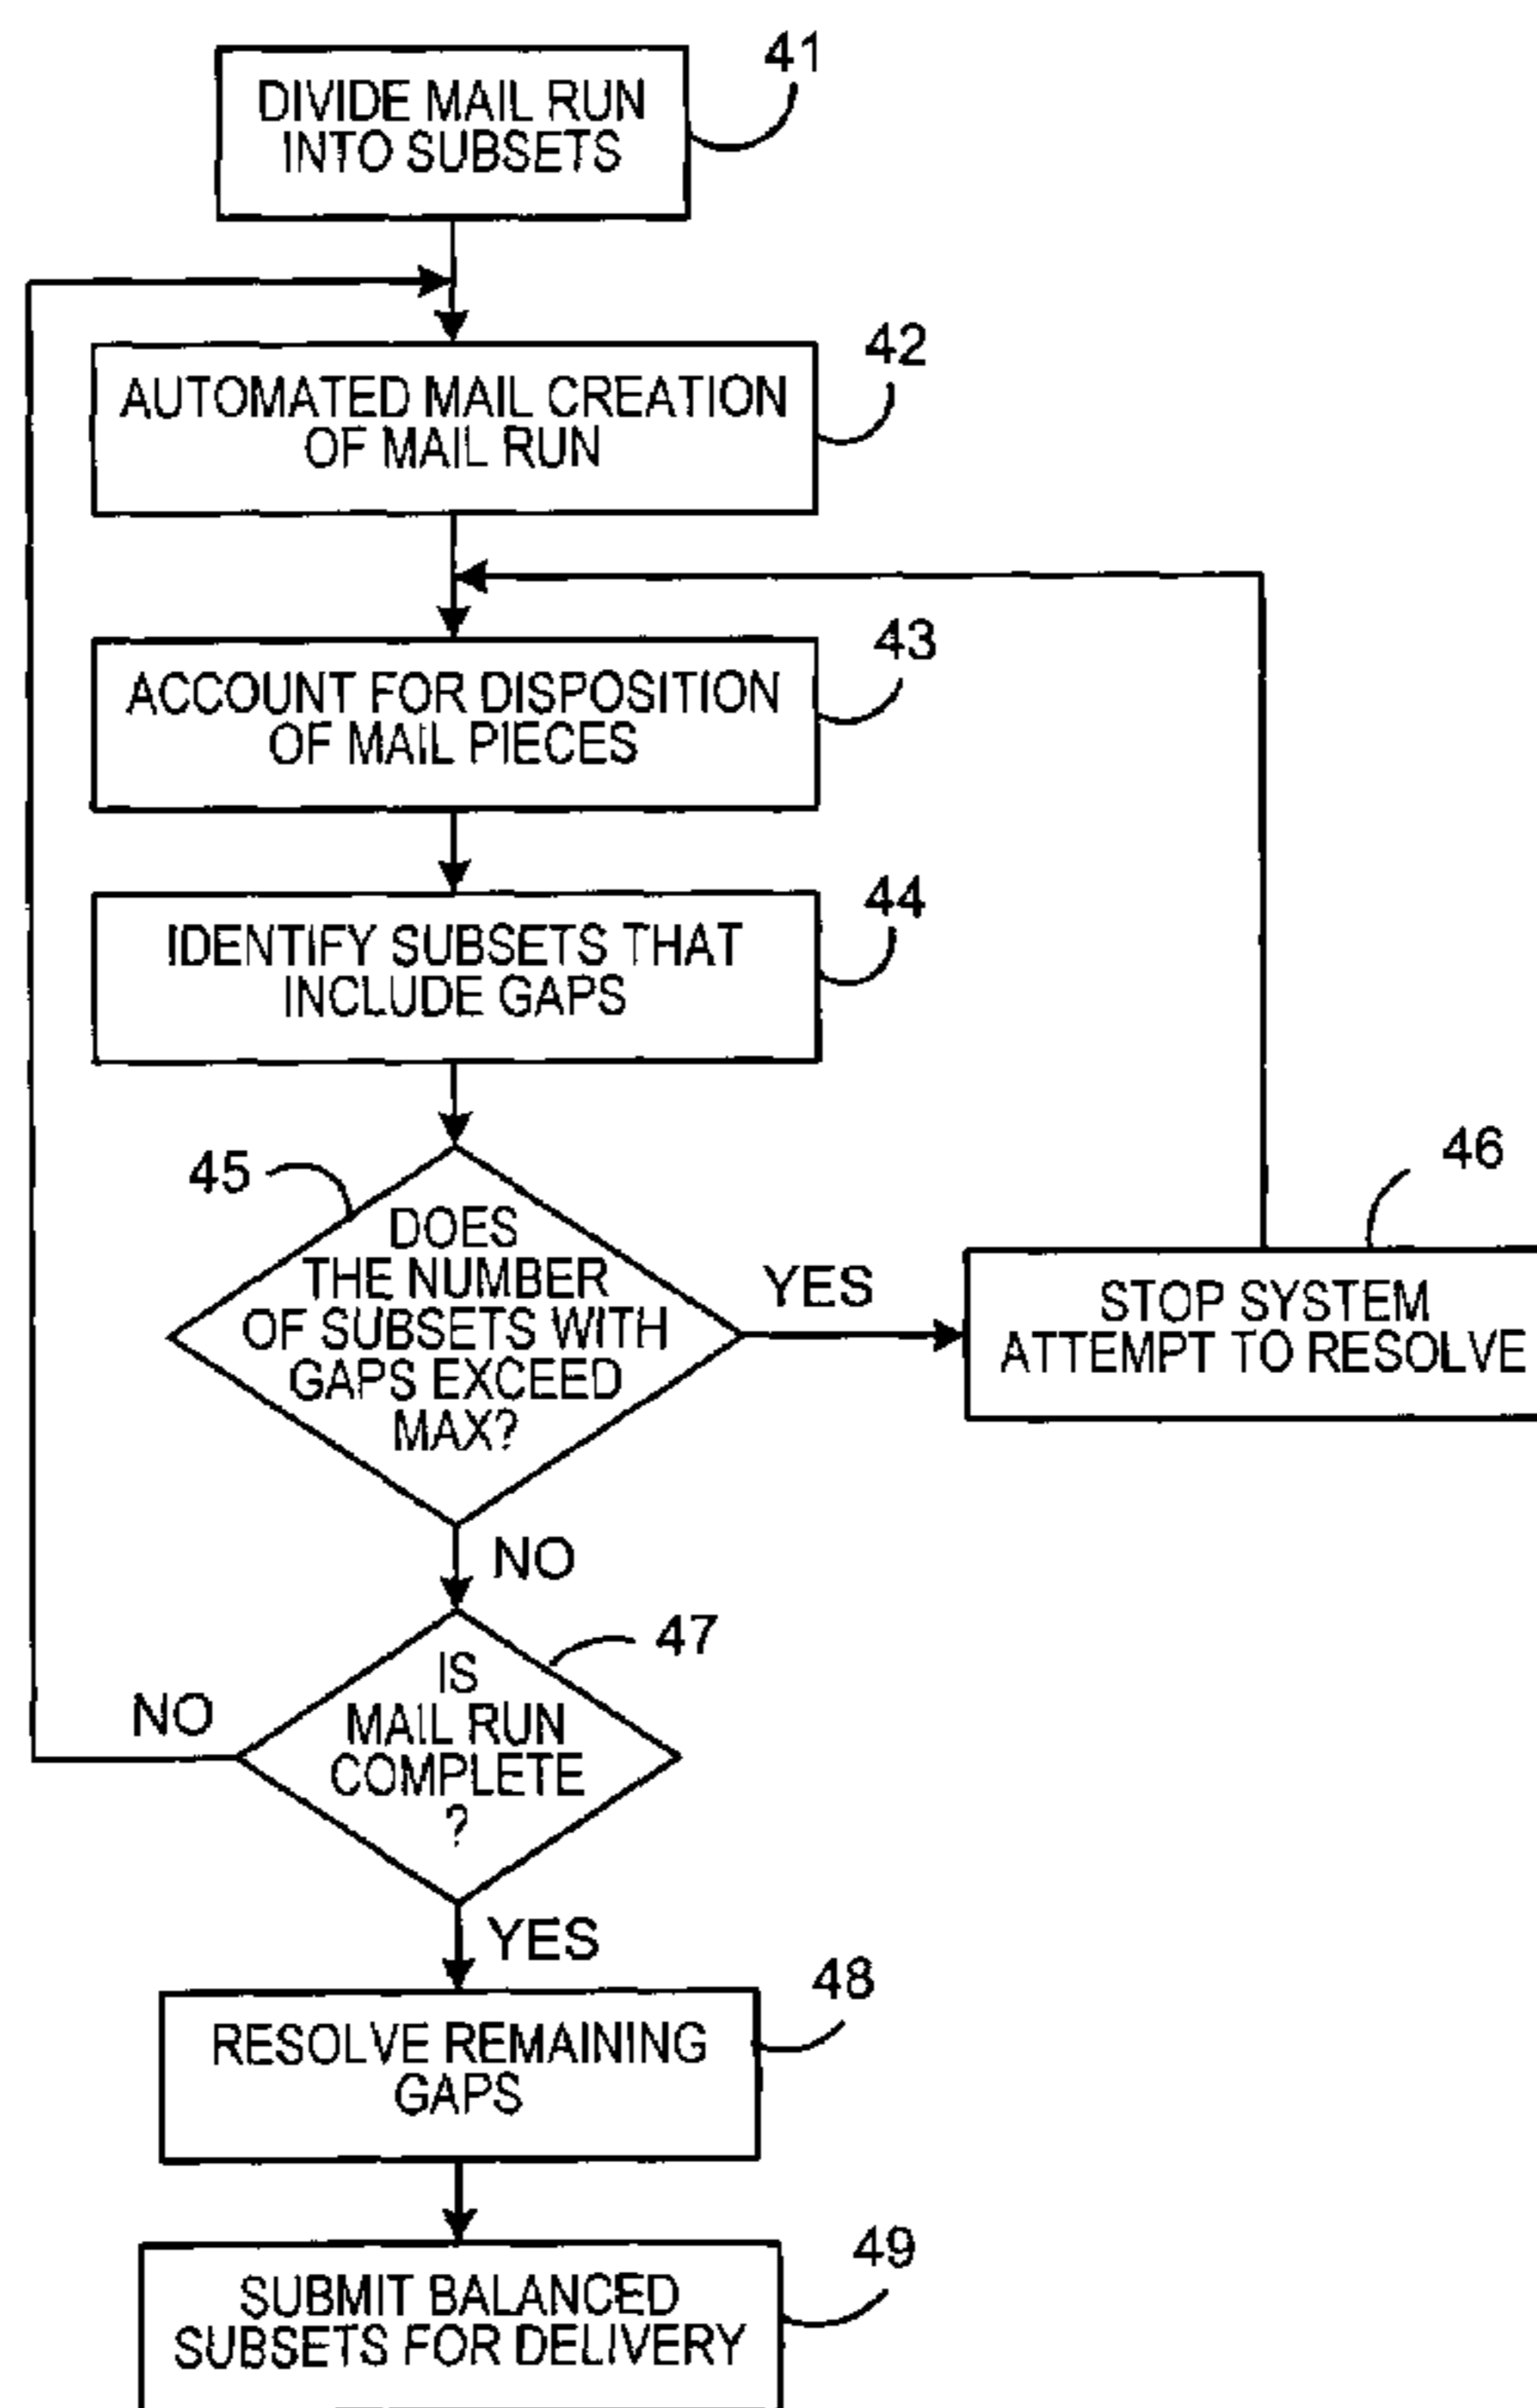 41
DIVIDE MAIL RUN
INTO SUBSETS
42
AUTOMATED MAIL CREATION
OF MAIL RUN
43
ACCOUNT FOR DISPOSITION
OF MAIL PIECES
44
IDENTIFY SUBSETS THAT
INCLUDE GAPS
45
DOES
THE NUMBER
OF SUBSETS WITH
GAPS EXCEED
MAX?
YES
46
STOP SYSTEM
ATTEMPT TO RESOLVE
NO
47
IS
MAIL RUN
COMPLETE
?
NO
YES
48
RESOLVE REMAINING
GAPS
49
SUBMIT BALANCED
SUBSETS FOR DELIVERY